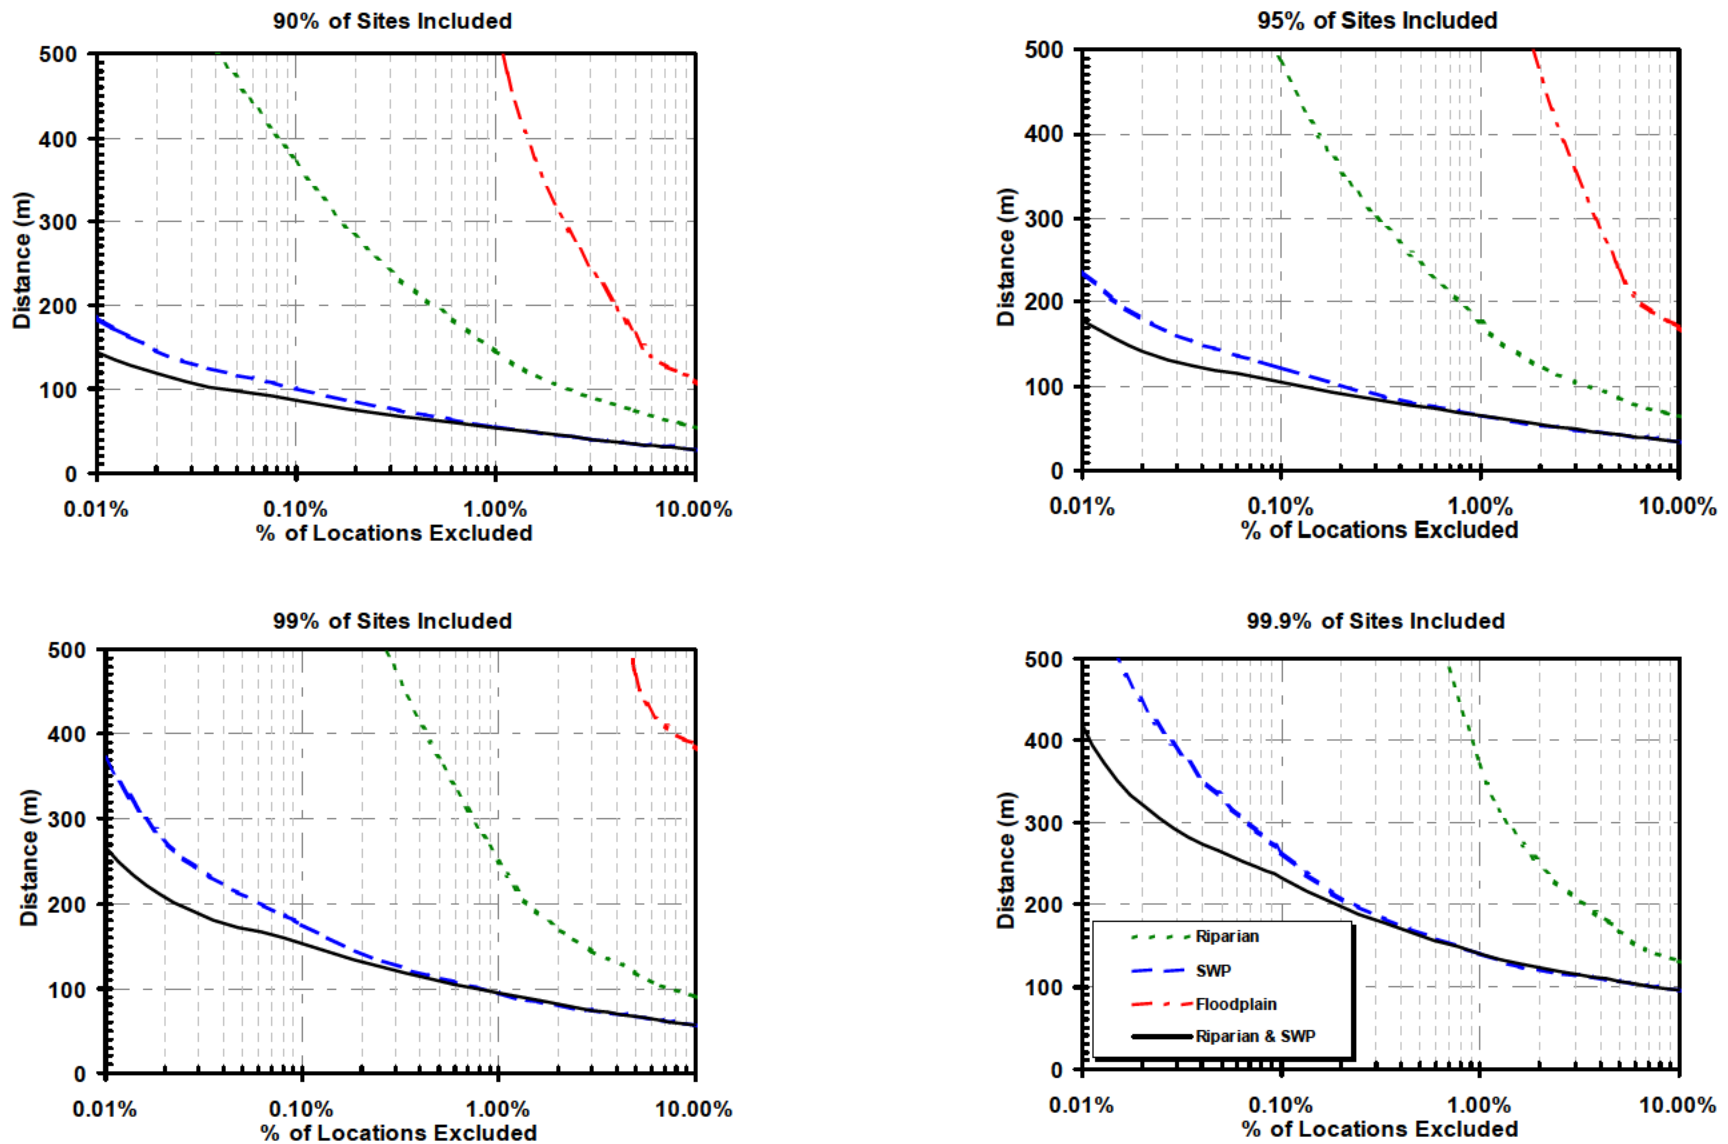 90% of Sites Included
500
400
300
200
100
0
Distance (m)
0.01% 0.10% 1.00% 10.00%
% of Locations Excluded
95% of Sites Included
500
400
300
200
100
0
Distance (m)
0.01% 0.10% 1.00% 10.00%
% of Locations Excluded
99% of Sites Included
500
400
300
200
100
0
Distance (m)
0.01% 0.10% 1.00% 10.00%
% of Locations Excluded
99.9% of Sites Included
500
400
300
200
100
0
Distance (m)
Riparian
SWP
Floodplain
Riparian & SWP
0.01% 0.10% 1.00% 10.00%
% of Locations Excluded